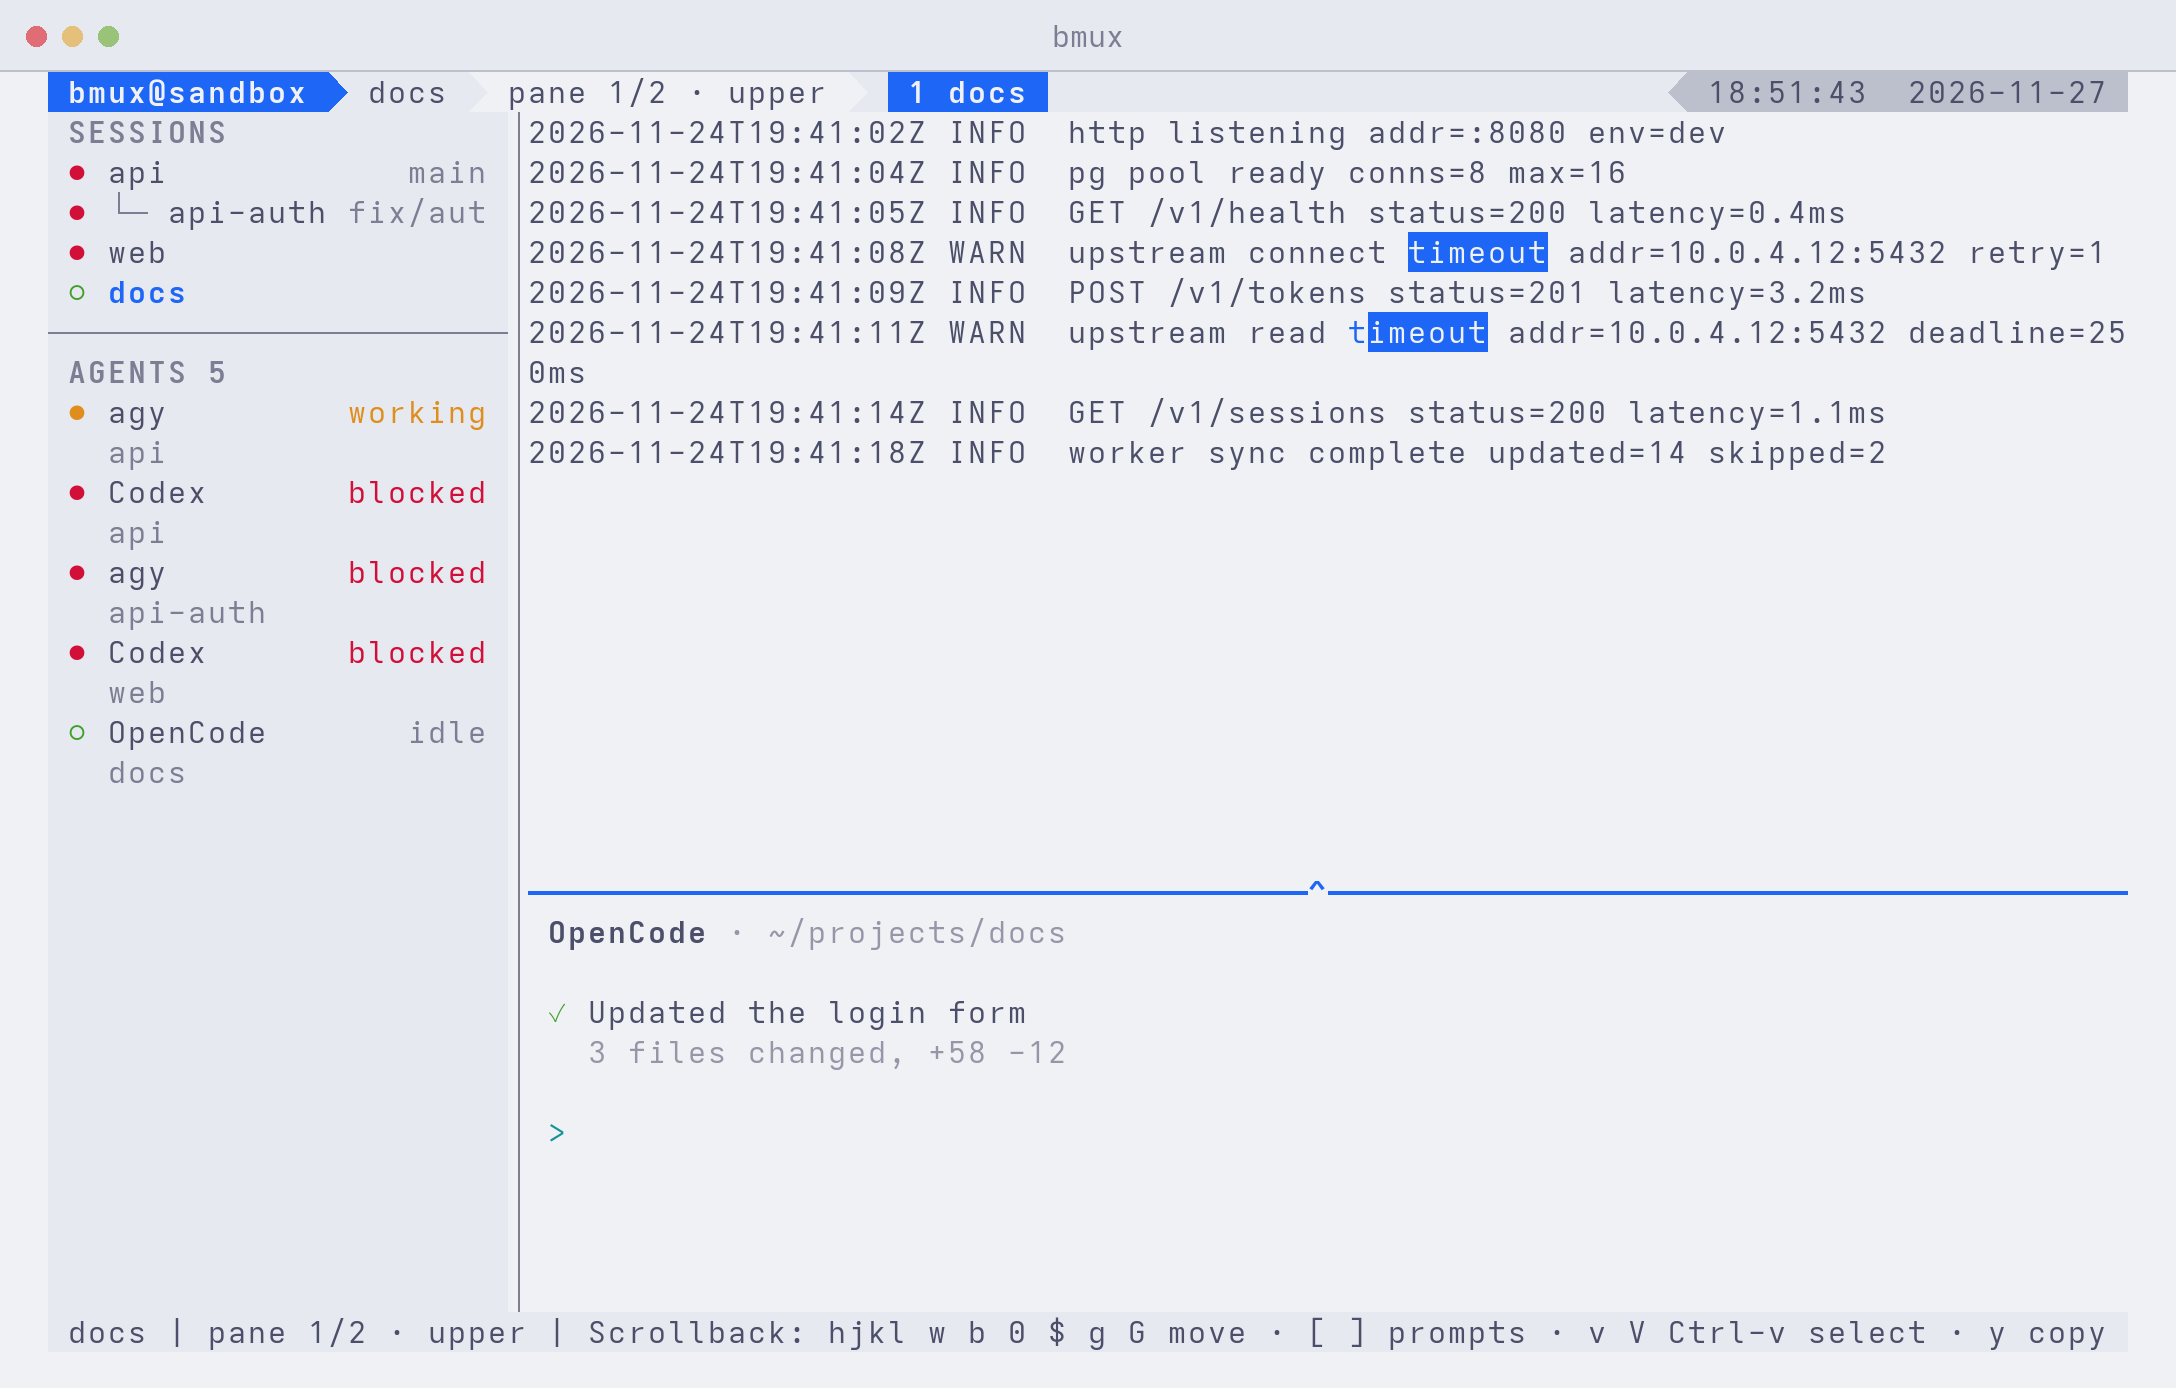 bmux
bmux@sandbox docs pane 1/2 · upper 1 docs 18:51:43 2026-11-27
SESSIONS
● api main
● └─ api-auth fix/aut
● web
○ docs
AGENTS 5
● agy working
api
● Codex blocked
api
● agy blocked
api-auth
● Codex blocked
web
○ OpenCode idle
docs
2026-11-24T19:41:02Z INFO  http listening addr=:8080 env=dev
2026-11-24T19:41:04Z INFO  pg pool ready conns=8 max=16
2026-11-24T19:41:05Z INFO  GET /v1/health status=200 latency=0.4ms
2026-11-24T19:41:08Z WARN  upstream connect timeout addr=10.0.4.12:5432 retry=1
2026-11-24T19:41:09Z INFO  POST /v1/tokens status=201 latency=3.2ms
2026-11-24T19:41:11Z WARN  upstream read timeout addr=10.0.4.12:5432 deadline=25
0ms
2026-11-24T19:41:14Z INFO  GET /v1/sessions status=200 latency=1.1ms
2026-11-24T19:41:18Z INFO  worker sync complete updated=14 skipped=2
^
OpenCode · ~/projects/docs
✓ Updated the login form
3 files changed, +58 -12
>
docs | pane 1/2 · upper | Scrollback: hjkl w b 0 $ g G move · [ ] prompts · v V Ctrl-v select · y copy